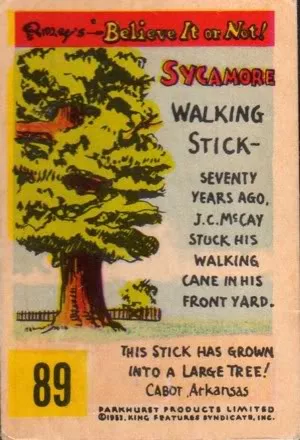 Ripley's — Believe It or Not!
SYCAMORE
WALKING
STICK—
SEVENTY
YEARS AGO,
J.C. McCAY
STUCK HIS
WALKING
CANE IN HIS
FRONT YARD.
THIS STICK HAS GROWN
INTO A LARGE TREE!
CABOT, Arkansas
89
PARKHURST PRODUCTS LIMITED
©1953, KING FEATURES SYNDICATE, INC.